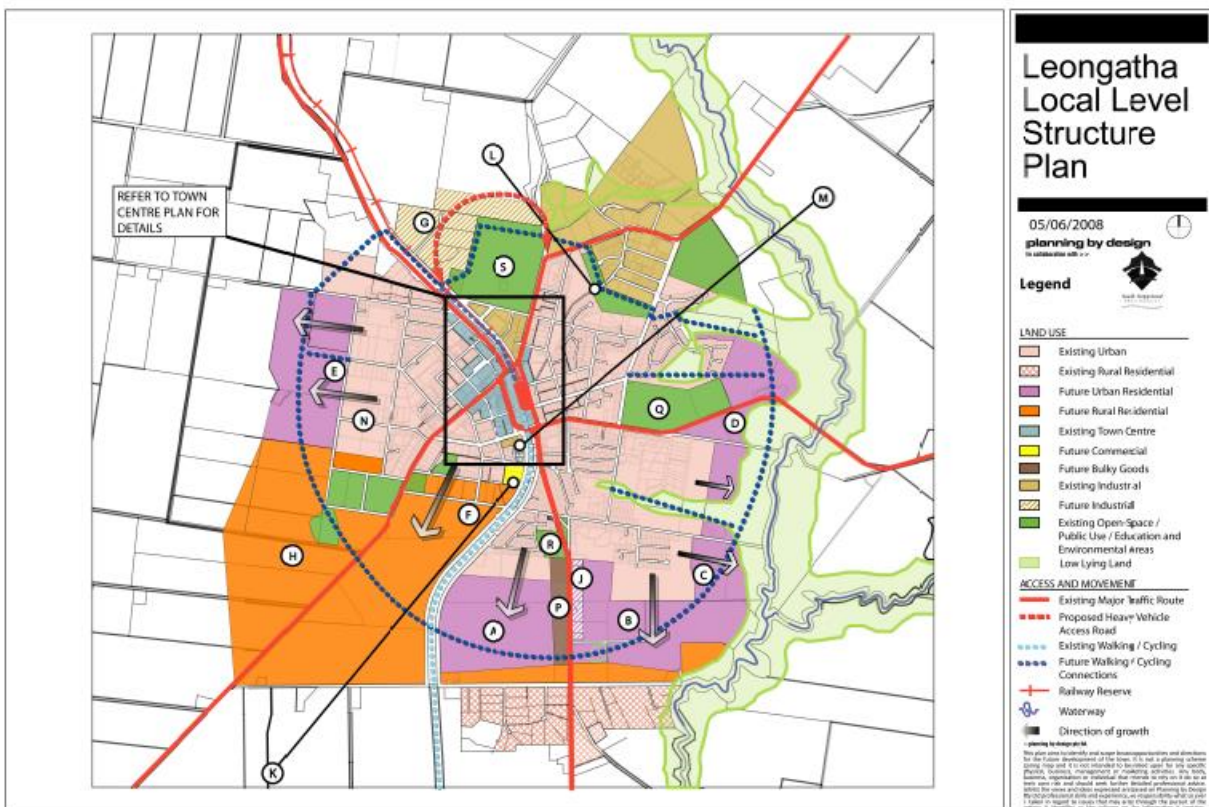 REFER TO TOWN
CENTRE PLAN FOR
DETAILS
L
M
G
S
E
N
Q
D
F
H
R
J
C
P
A
B
K
Leongatha
Local Level
Structure
Plan
05/06/2008
planning by design
in collaboration with
Legend
LAND USE
Existing Urban
Existing Rural Residential
Future Urban Residential
Future Rural Residential
Existing Town Centre
Future Commercial
Future Bulky Goods
Existing Industrial
Future Industrial
Existing Open Space /
Public Use / Education and
Environmental Areas
Low Lying Land
ACCESS AND MOVEMENT
Existing Major Traffic Route
Proposed Heavy Vehicle
Access Road
Existing Walking / Cycling
Future Walking / Cycling
Connections
Railway Reserve
Waterway
Direction of growth